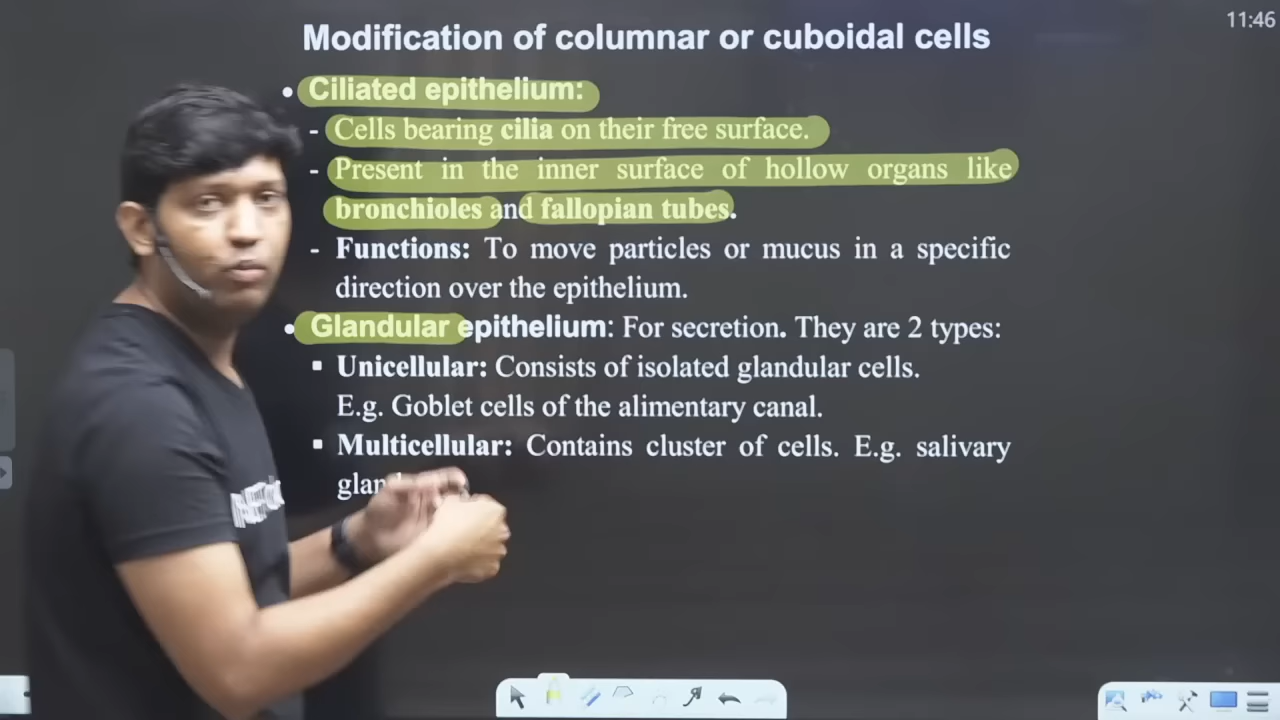 11:46
Modification of columnar or cuboidal cells
• Ciliated epithelium:
- Cells bearing cilia on their free surface.
- Present in the inner surface of hollow organs like
bronchioles and fallopian tubes.
- Functions: To move particles or mucus in a specific
direction over the epithelium.
• Glandular epithelium: For secretion. They are 2 types:
▪ Unicellular: Consists of isolated glandular cells.
E.g. Goblet cells of the alimentary canal.
▪ Multicellular: Contains cluster of cells. E.g. salivary